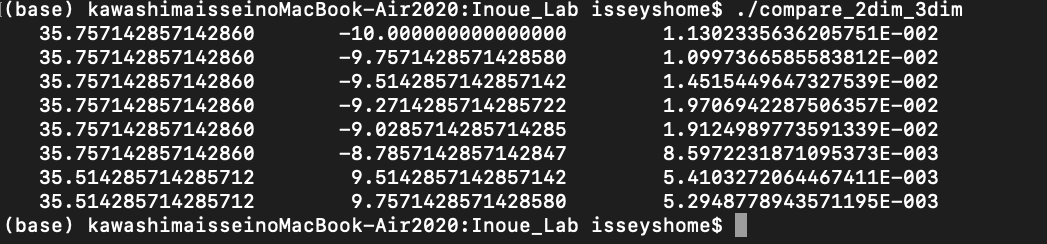 (base) kawashimaisseinoMacBook-Air2020:Inoue_Lab isseyshome$ ./compare_2dim_3dim
35.757142857142860 -10.000000000000000 1.1302335636205751E-002
35.757142857142860 -9.7571428571428580 1.0997366585583812E-002
35.757142857142860 -9.5142857142857142 1.4515449647327539E-002
35.757142857142860 -9.2714285714285722 1.9706942287506357E-002
35.757142857142860 -9.0285714285714285 1.9124989773591339E-002
35.757142857142860 -8.7857142857142847 8.5972231871095373E-003
35.514285714285712 9.5142857142857142 5.4103272064467411E-003
35.514285714285712 9.7571428571428580 5.2948778943571195E-003
(base) kawashimaisseinoMacBook-Air2020:Inoue_Lab isseyshome$